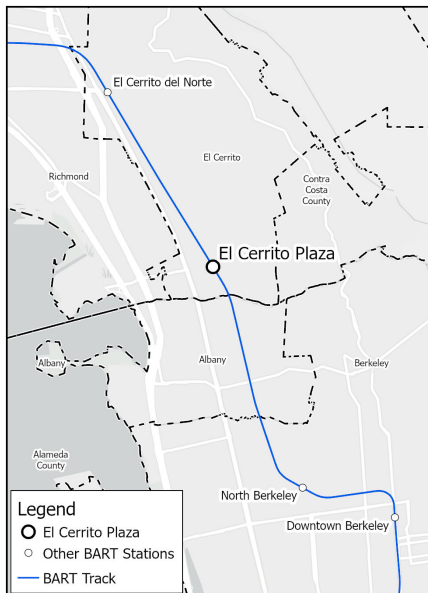 El Cerrito del Norte
El Cerrito
Richmond
Contra
Costa
County
El Cerrito Plaza
Albany
Albany
Berkeley
Alameda
County
North Berkeley
Downtown Berkeley
Legend
El Cerrito Plaza
Other BART Stations
BART Track